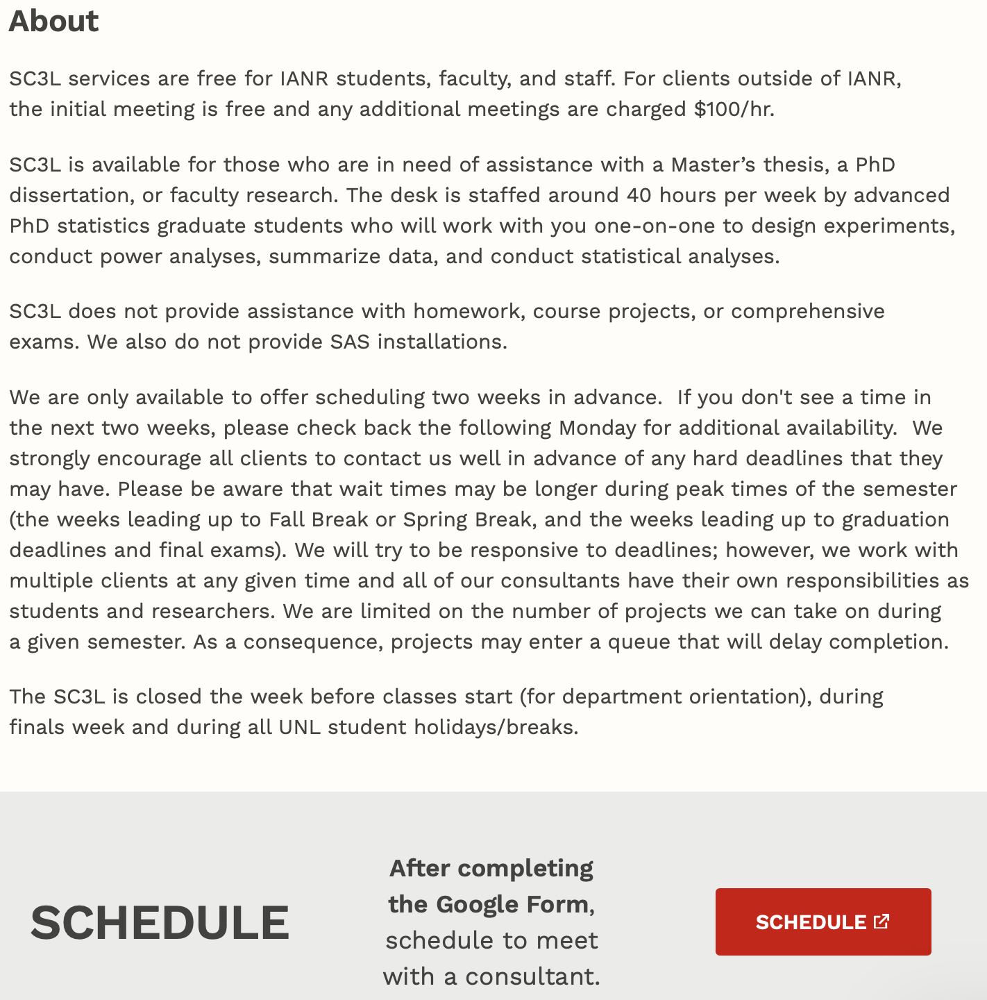 About
SC3L services are free for IANR students, faculty, and staff. For clients outside of IANR,
the initial meeting is free and any additional meetings are charged $100/hr.
SC3L is available for those who are in need of assistance with a Master’s thesis, a PhD
dissertation, or faculty research. The desk is staffed around 40 hours per week by advanced
PhD statistics graduate students who will work with you one-on-one to design experiments,
conduct power analyses, summarize data, and conduct statistical analyses.
SC3L does not provide assistance with homework, course projects, or comprehensive
exams. We also do not provide SAS installations.
We are only available to offer scheduling two weeks in advance.  If you don't see a time in
the next two weeks, please check back the following Monday for additional availability.  We
strongly encourage all clients to contact us well in advance of any hard deadlines that they
may have. Please be aware that wait times may be longer during peak times of the semester
(the weeks leading up to Fall Break or Spring Break, and the weeks leading up to graduation
deadlines and final exams). We will try to be responsive to deadlines; however, we work with
multiple clients at any given time and all of our consultants have their own responsibilities as
students and researchers. We are limited on the number of projects we can take on during
a given semester. As a consequence, projects may enter a queue that will delay completion.
The SC3L is closed the week before classes start (for department orientation), during
finals week and during all UNL student holidays/breaks.
SCHEDULE
After completing
the Google Form,
schedule to meet
with a consultant.
SCHEDULE